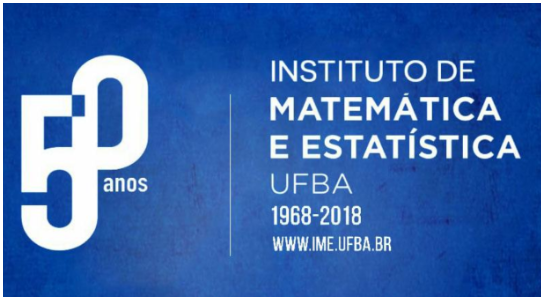 50
anos
INSTITUTO DE
MATEMÁTICA
E ESTATÍSTICA
UFBA
1968-2018
WWW.IME.UFBA.BR